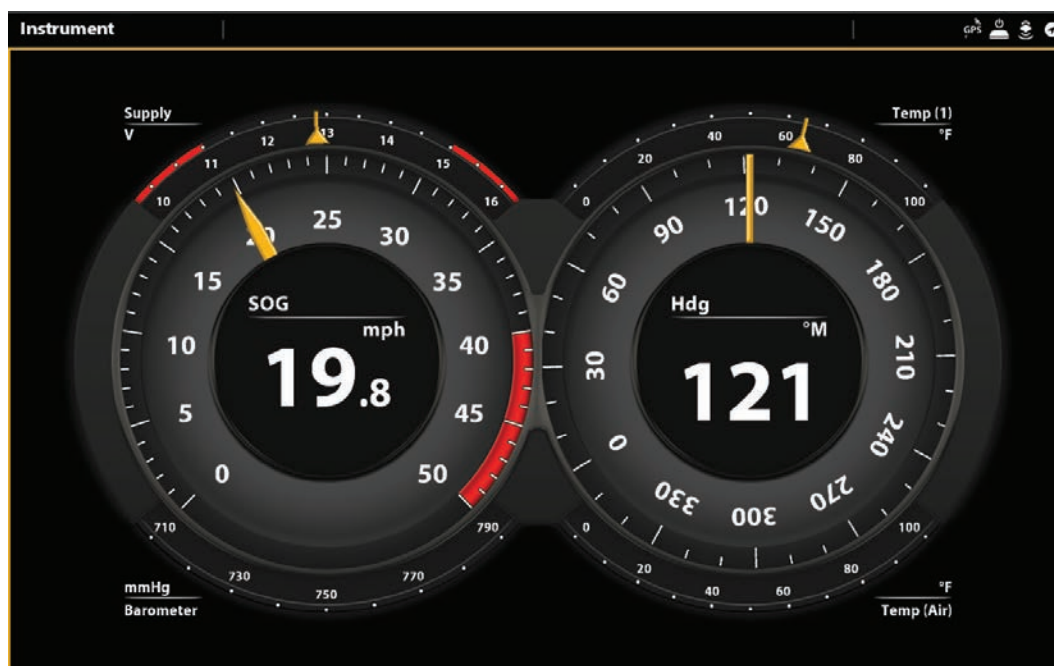 Instrument
GPS
Supply
V
10 11 12 13 14 15 16
0 5 10 15 20 25 30 35 40 45 50
SOG
mph
19.8
710 730 750 770 790
mmHg
Barometer
Temp (1)
°F
0 20 40 60 80 100
0 30 60 90 120 150 180 210 240 270 300 330
Hdg
°M
121
0 20 40 60 80 100
°F
Temp (Air)